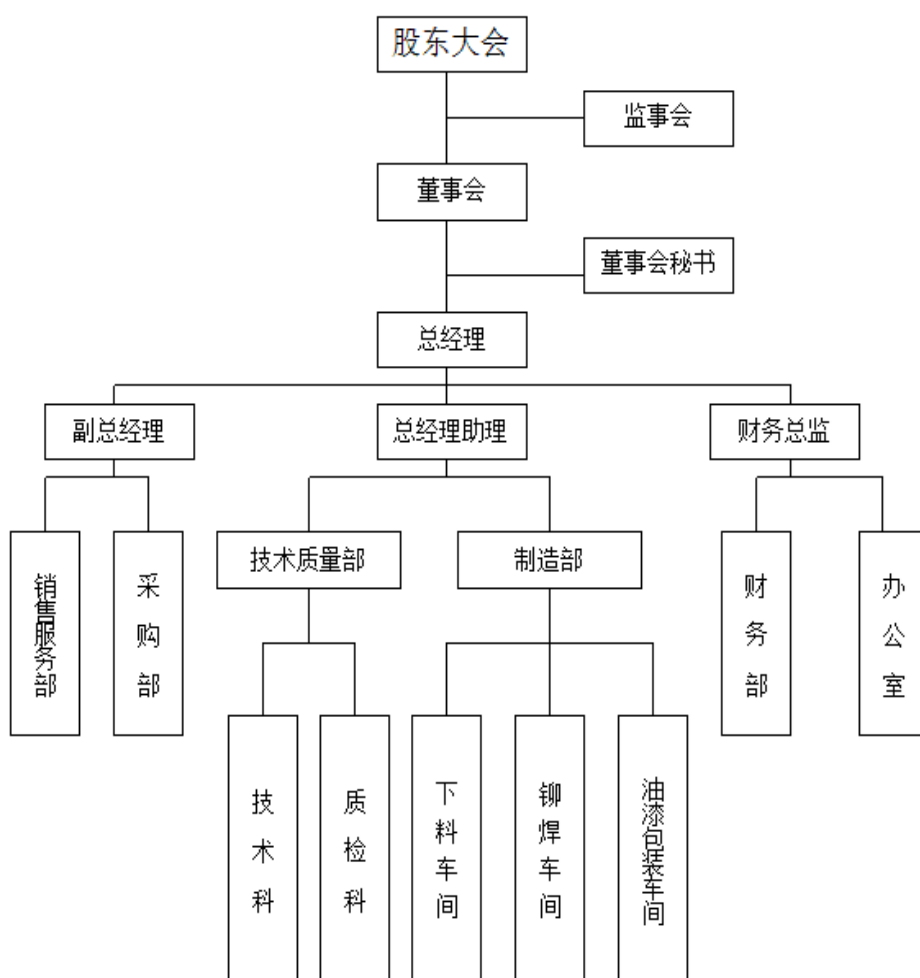 股东大会
监事会
董事会
董事会秘书
总经理
副总经理
总经理助理
财务总监
销售服务部
采购部
技术质量部
制造部
财务部
办公室
技术科
质检科
下料车间
铆焊车间
油漆包装车间